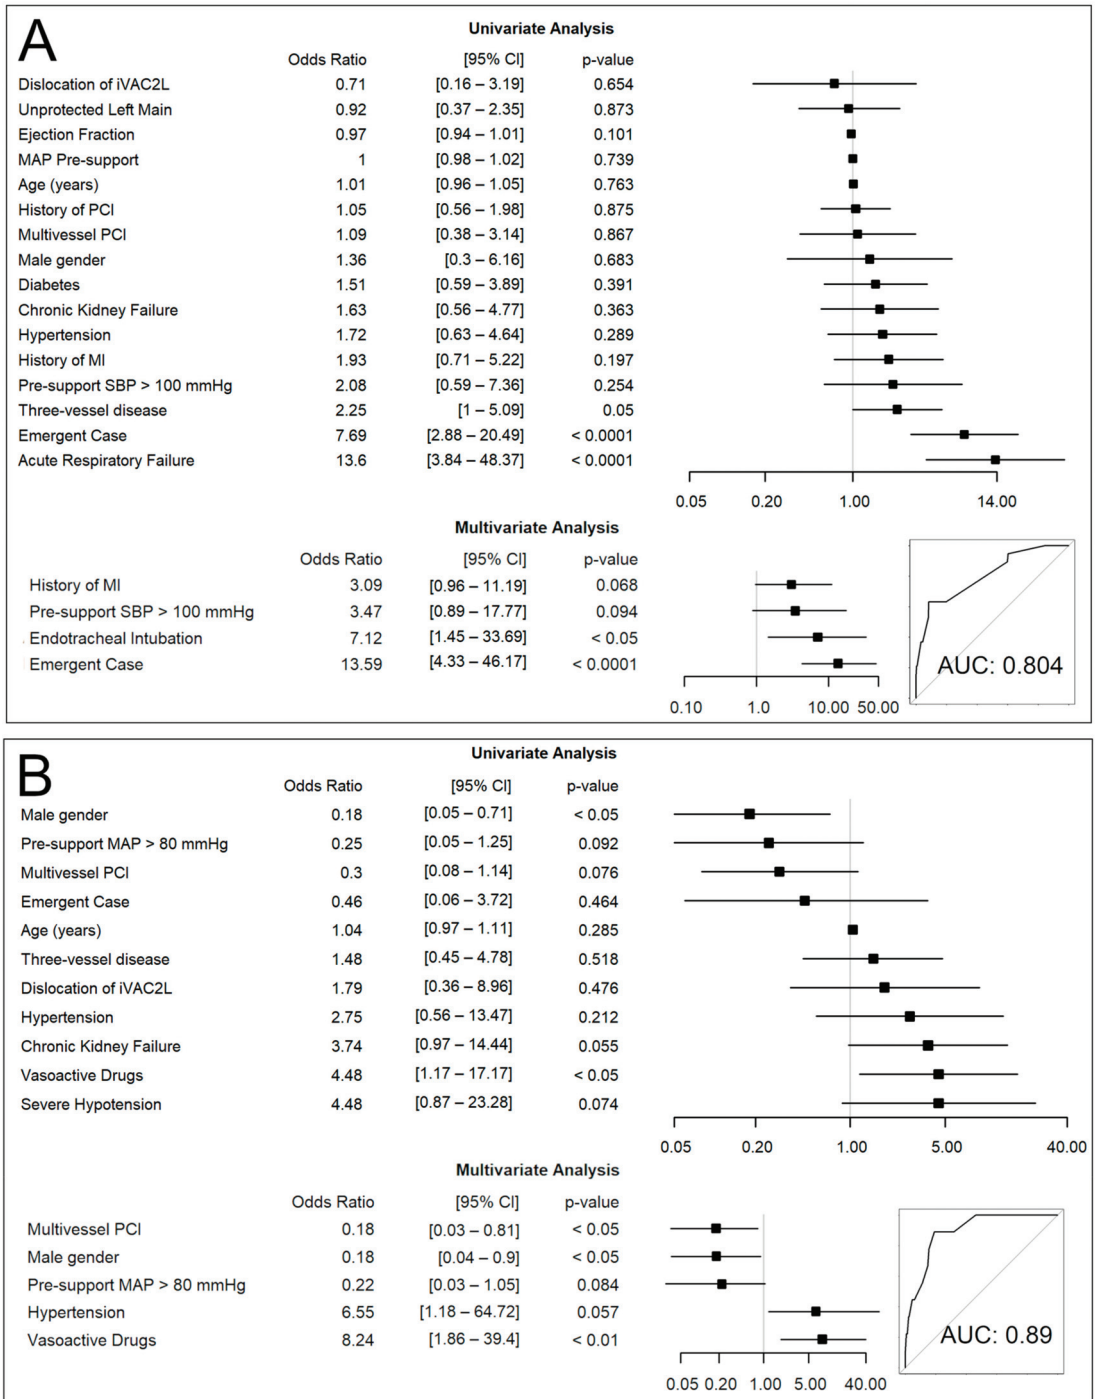 A
Univariate Analysis
Odds Ratio [95% CI] p-value
Dislocation of iVAC2L 0.71 [0.16 – 3.19] 0.654
Unprotected Left Main 0.92 [0.37 – 2.35] 0.873
Ejection Fraction 0.97 [0.94 – 1.01] 0.101
MAP Pre-support 1 [0.98 – 1.02] 0.739
Age (years) 1.01 [0.96 – 1.05] 0.763
History of PCI 1.05 [0.56 – 1.98] 0.875
Multivessel PCI 1.09 [0.38 – 3.14] 0.867
Male gender 1.36 [0.3 – 6.16] 0.683
Diabetes 1.51 [0.59 – 3.89] 0.391
Chronic Kidney Failure 1.63 [0.56 – 4.77] 0.363
Hypertension 1.72 [0.63 – 4.64] 0.289
History of MI 1.93 [0.71 – 5.22] 0.197
Pre-support SBP > 100 mmHg 2.08 [0.59 – 7.36] 0.254
Three-vessel disease 2.25 [1 – 5.09] 0.05
Emergent Case 7.69 [2.88 – 20.49] < 0.0001
Acute Respiratory Failure 13.6 [3.84 – 48.37] < 0.0001
0.05 0.20 1.00 14.00
Multivariate Analysis
Odds Ratio [95% CI] p-value
History of MI 3.09 [0.96 – 11.19] 0.068
Pre-support SBP > 100 mmHg 3.47 [0.89 – 17.77] 0.094
Endotracheal Intubation 7.12 [1.45 – 33.69] < 0.05
Emergent Case 13.59 [4.33 – 46.17] < 0.0001
0.10 1.0 10.00 50.00
AUC: 0.804
B
Univariate Analysis
Odds Ratio [95% CI] p-value
Male gender 0.18 [0.05 – 0.71] < 0.05
Pre-support MAP > 80 mmHg 0.25 [0.05 – 1.25] 0.092
Multivessel PCI 0.3 [0.08 – 1.14] 0.076
Emergent Case 0.46 [0.06 – 3.72] 0.464
Age (years) 1.04 [0.97 – 1.11] 0.285
Three-vessel disease 1.48 [0.45 – 4.78] 0.518
Dislocation of iVAC2L 1.79 [0.36 – 8.96] 0.476
Hypertension 2.75 [0.56 – 13.47] 0.212
Chronic Kidney Failure 3.74 [0.97 – 14.44] 0.055
Vasoactive Drugs 4.48 [1.17 – 17.17] < 0.05
Severe Hypotension 4.48 [0.87 – 23.28] 0.074
0.05 0.20 1.00 5.00 40.00
Multivariate Analysis
Odds Ratio [95% CI] p-value
Multivessel PCI 0.18 [0.03 – 0.81] < 0.05
Male gender 0.18 [0.04 – 0.9] < 0.05
Pre-support MAP > 80 mmHg 0.22 [0.03 – 1.05] 0.084
Hypertension 6.55 [1.18 – 64.72] 0.057
Vasoactive Drugs 8.24 [1.86 – 39.4] < 0.01
0.05 0.20 1.00 5.00 40.00
AUC: 0.89